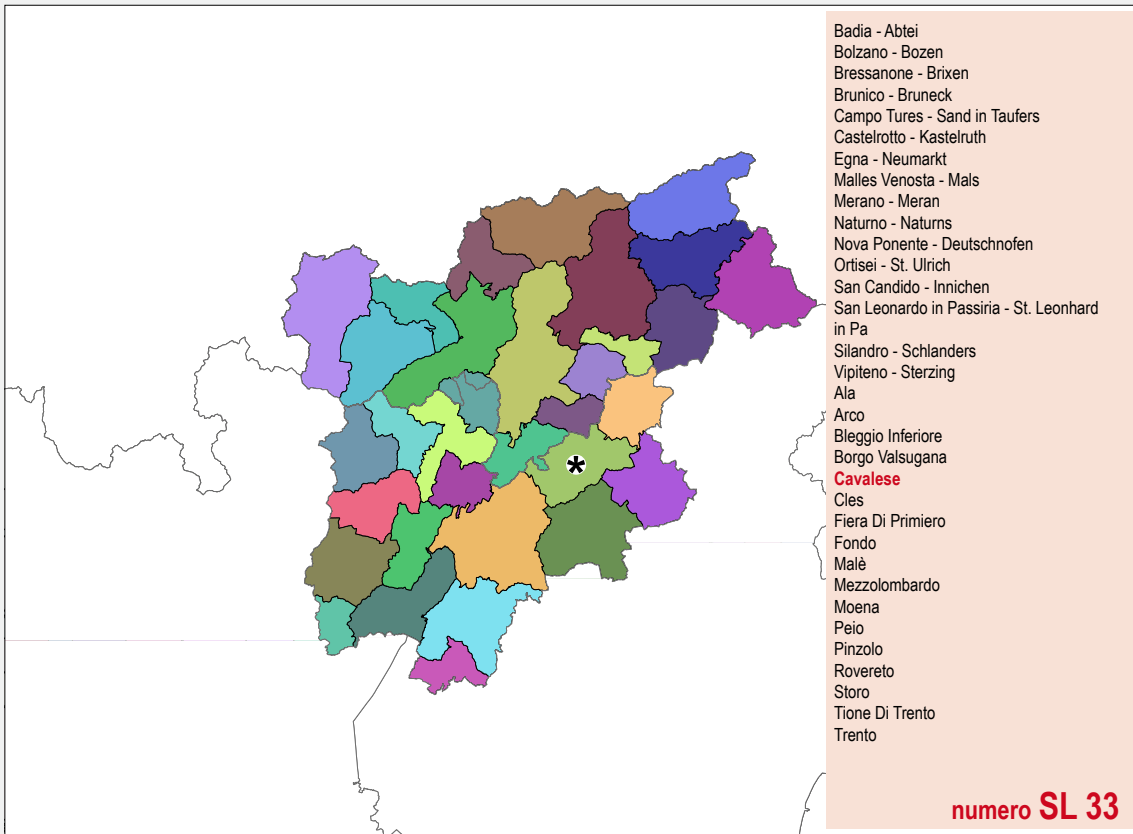 Badia - Abtei
Bolzano - Bozen
Bressanone - Brixen
Brunico - Bruneck
Campo Tures - Sand in Taufers
Castelrotto - Kastelruth
Egna - Neumarkt
Malles Venosta - Mals
Merano - Meran
Naturno - Naturns
Nova Ponente - Deutschnofen
Ortisei - St. Ulrich
San Candido - Innichen
San Leonardo in Passiria - St. Leonhard
in Pa
Silandro - Schlanders
Vipiteno - Sterzing
Ala
Arco
Bleggio Inferiore
Borgo Valsugana
Cavalese
Cles
Fiera Di Primiero
Fondo
Malè
Mezzolombardo
Moena
Peio
Pinzolo
Rovereto
Storo
Tione Di Trento
Trento
numero SL 33
*